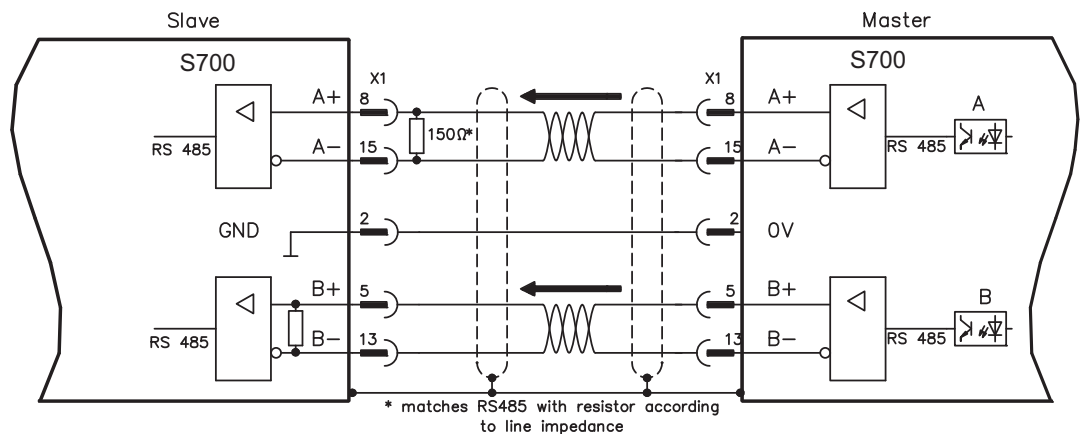 Slave
Master
S700
S700
X1
X1
A+
8
8
A+
A
150Ω*
RS 485
A-
15
15
A-
RS 485
GND
2
2
0V
B+
5
5
B+
B
RS 485
B-
13
13
B-
RS 485
* matches RS485 with resistor according
to line impedance